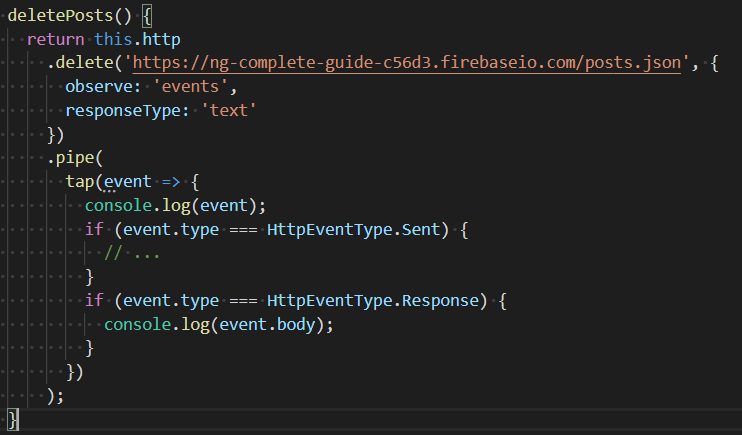 deletePosts() {
return this.http
.delete('https://ng-complete-guide-c56d3.firebaseio.com/posts.json', {
observe: 'events',
responseType: 'text'
})
.pipe(
tap(event => {
console.log(event);
if (event.type === HttpEventType.Sent) {
// ...
}
if (event.type === HttpEventType.Response) {
console.log(event.body);
}
})
);
}